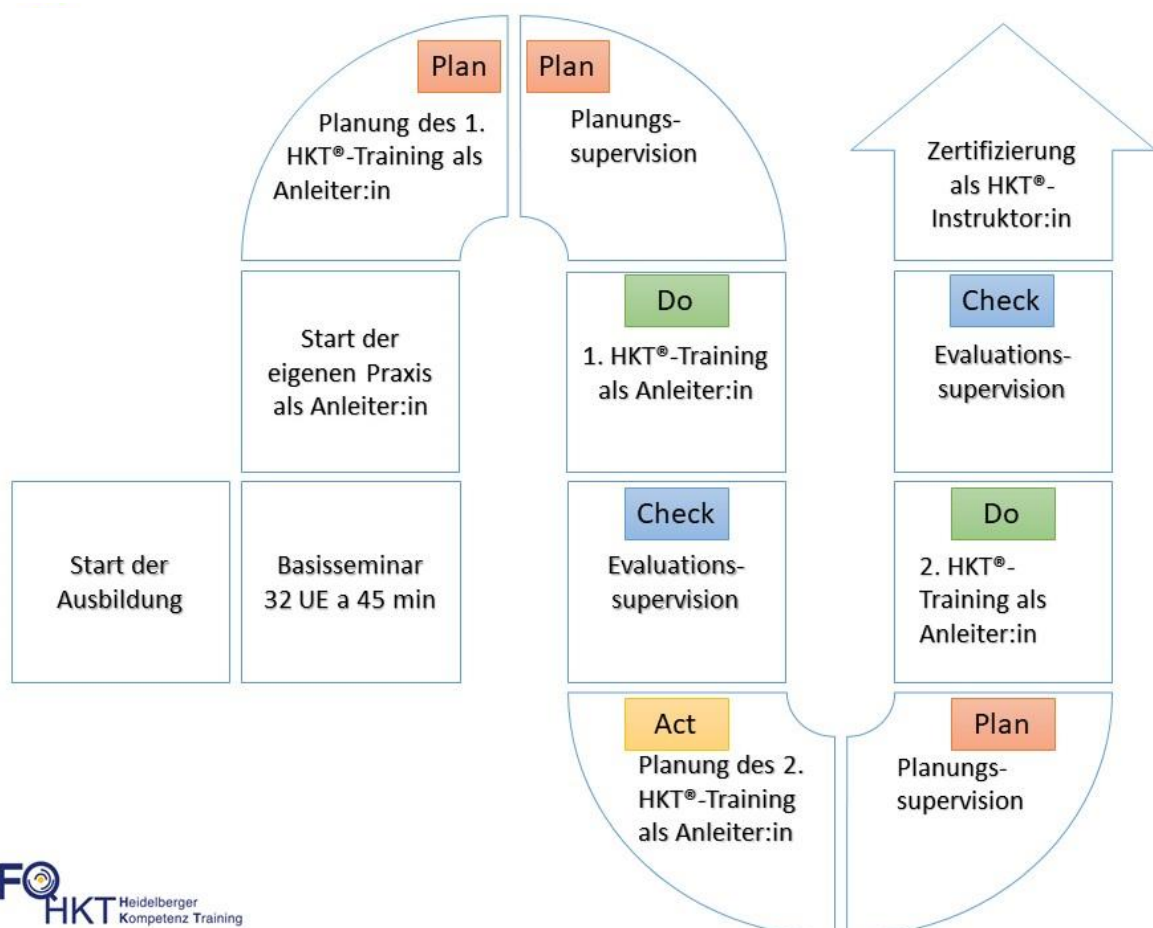 Start der
Ausbildung
Basisseminar
32 UE a 45 min
Start der
eigenen Praxis
als Anleiter:in
Plan
Planung des 1.
HKT®-Training als
Anleiter:in
Plan
Planungs-
supervision
Do
1. HKT®-Training
als Anleiter:in
Check
Evaluations-
supervision
Act
Planung des 2.
HKT®-Training
als Anleiter:in
Plan
Planungs-
supervision
Do
2. HKT®-
Training als
Anleiter:in
Check
Evaluations-
supervision
Zertifizierung
als HKT®-
Instruktor:in
FQ
HKT Heidelberger
Kompetenz Training